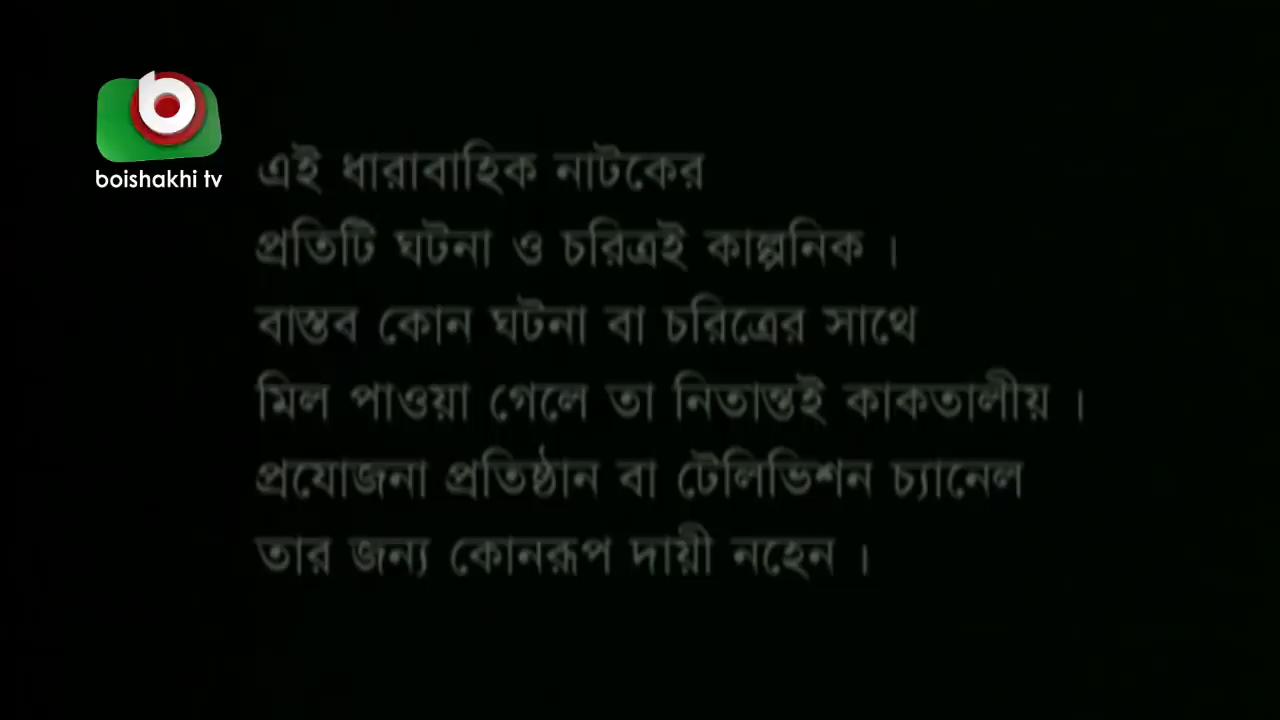 boishakhi tv
এই ধারাবাহিক নাটকের
প্রতিটি ঘটনা ও চরিত্রই কাল্পনিক ।
বাস্তব কোন ঘটনা বা চরিত্রের সাথে
মিল পাওয়া গেলে তা নিতান্তই কাকতালীয় ।
প্রযোজনা প্রতিষ্ঠান বা টেলিভিশন চ্যানেল
তার জন্য কোনরূপ দায়ী নহেন ।